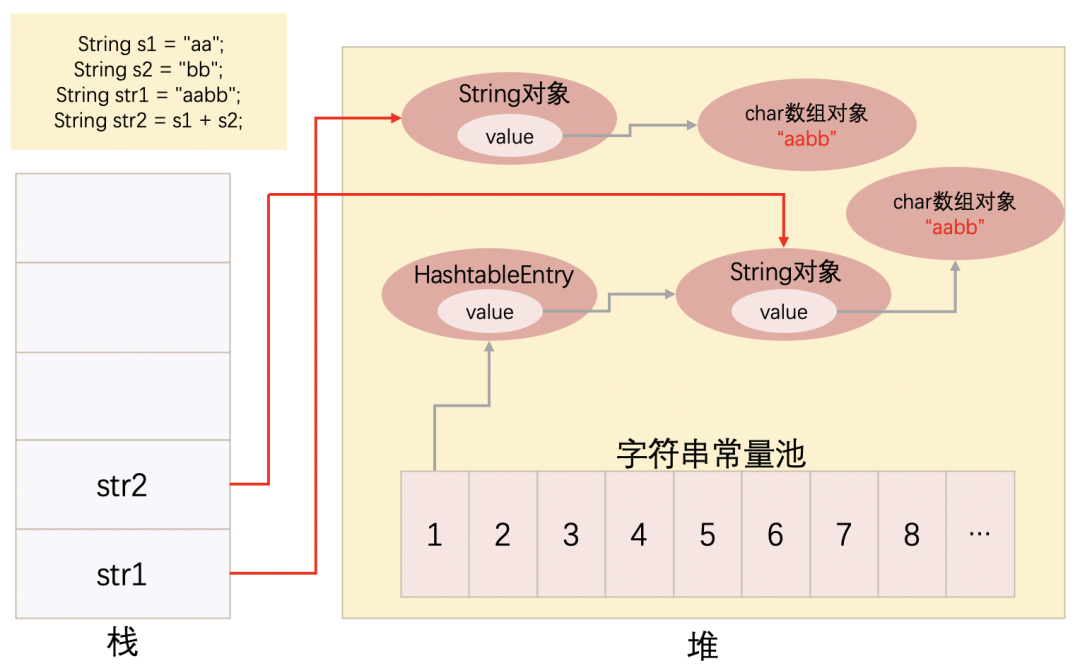 String s1 = "aa";
String s2 = "bb";
String str1 = "aabb";
String str2 = s1 + s2;
String对象
value
char数组对象
“aabb”
char数组对象
“aabb”
HashtableEntry
value
String对象
value
字符串常量池
1 2 3 4 5 6 7 8 ...
str2
str1
栈
堆